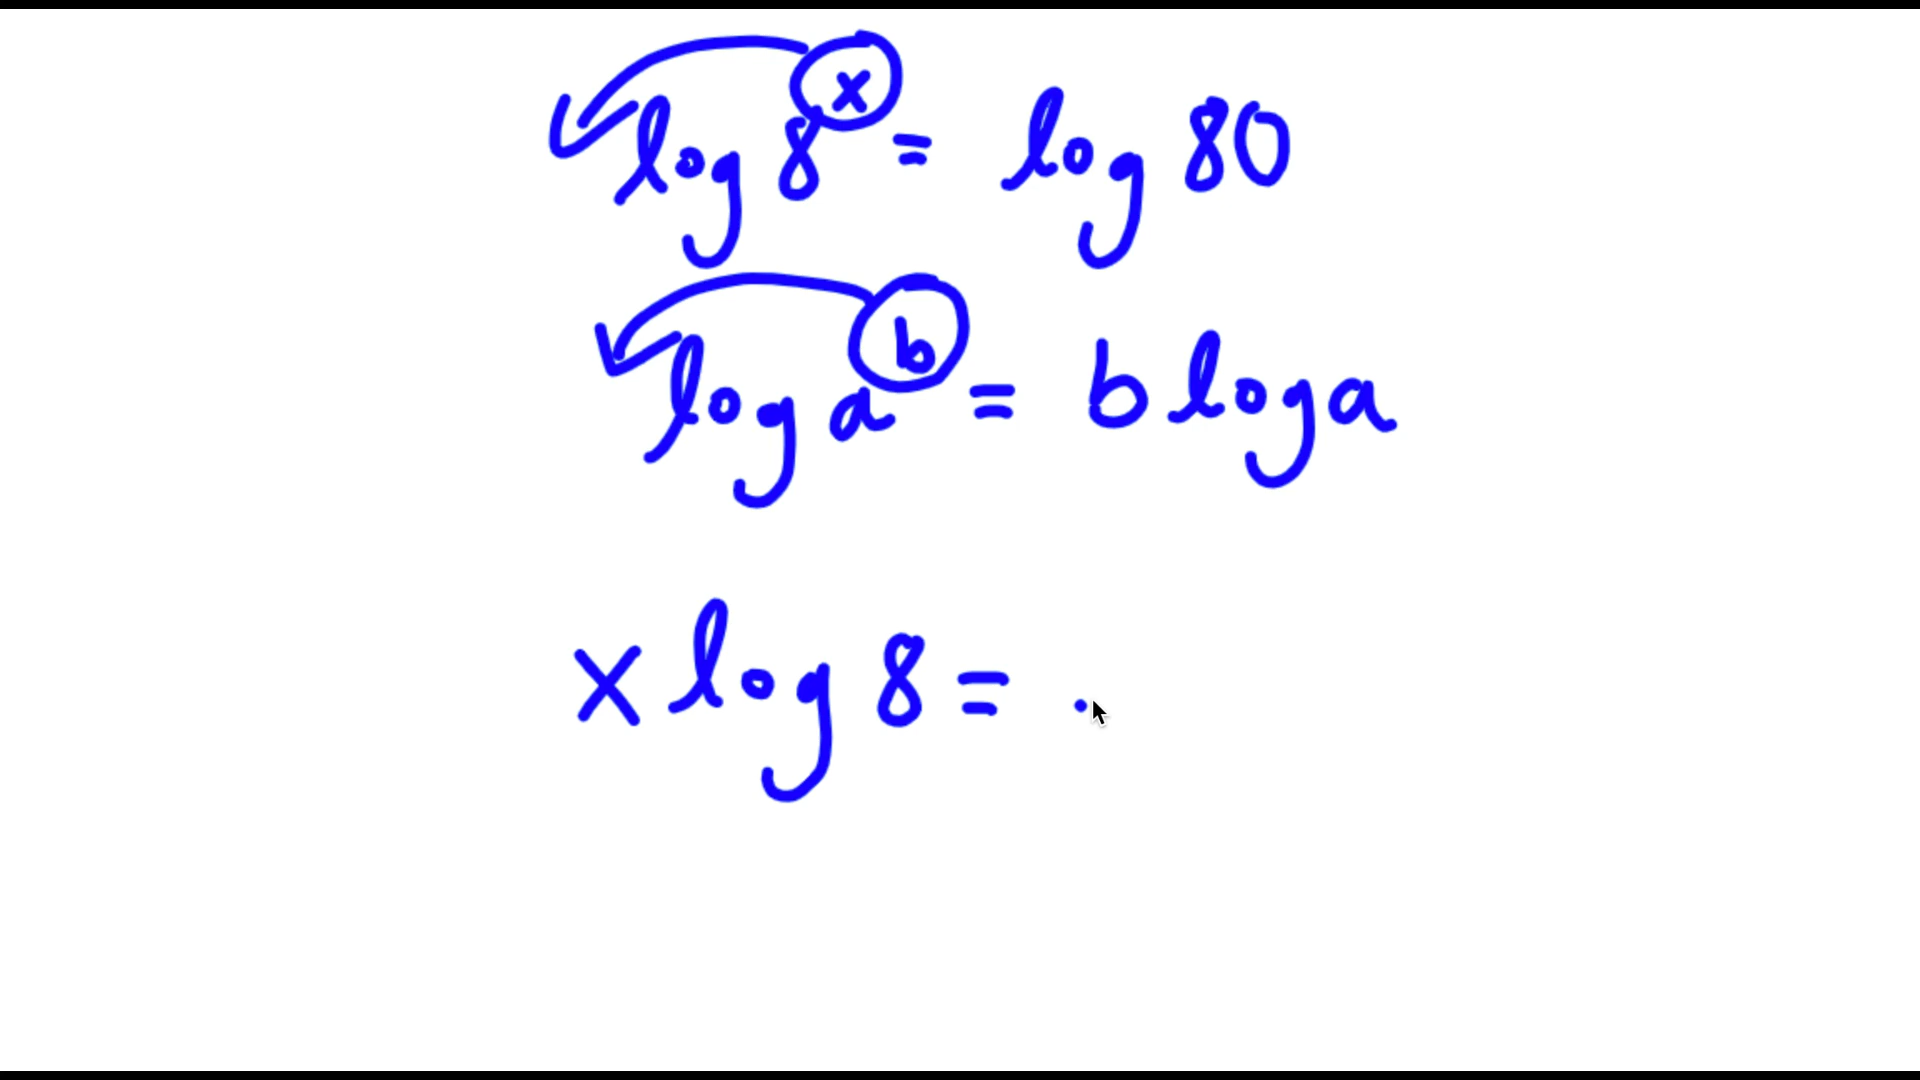 log 8^x = log 80
log a^b = b log a
x log 8 = .